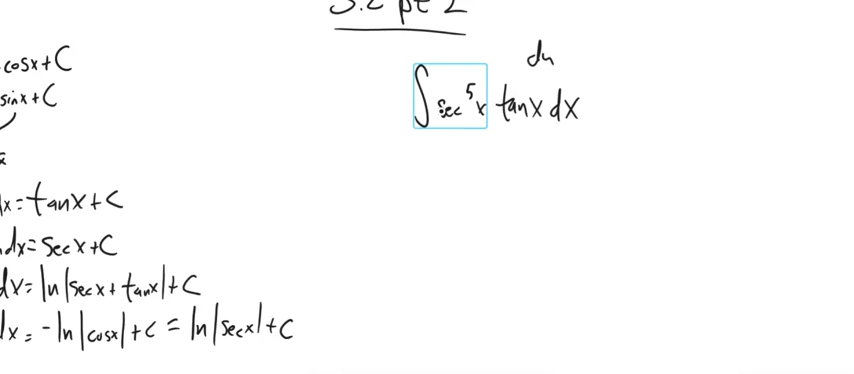 3.2 pt 2
cosx+C
sinx+C
du
∫sec⁵x tanx dx
x=tanx+C
dx=secx+C
dx=ln|secx+tanx|+C
dx=-ln|cosx|+C=ln|secx|+C